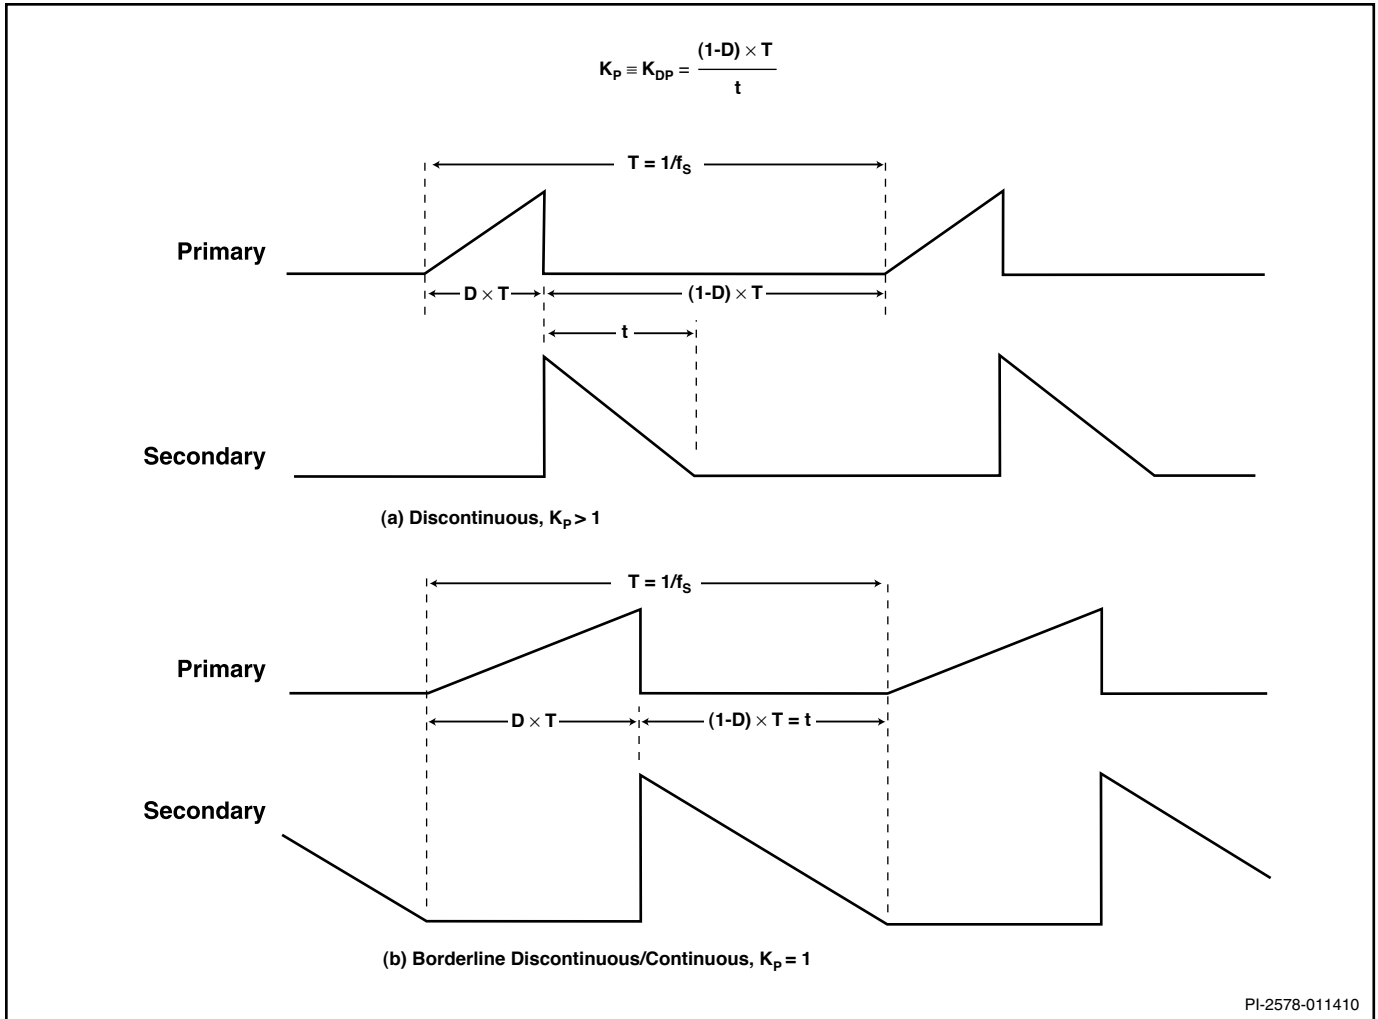 K_P ≡ K_DP = (1-D) × T / t
T = 1/f_S
Primary
D × T
(1-D) × T
t
Secondary
(a) Discontinuous, K_P > 1
T = 1/f_S
Primary
D × T
(1-D) × T = t
Secondary
(b) Borderline Discontinuous/Continuous, K_P = 1
PI-2578-011410